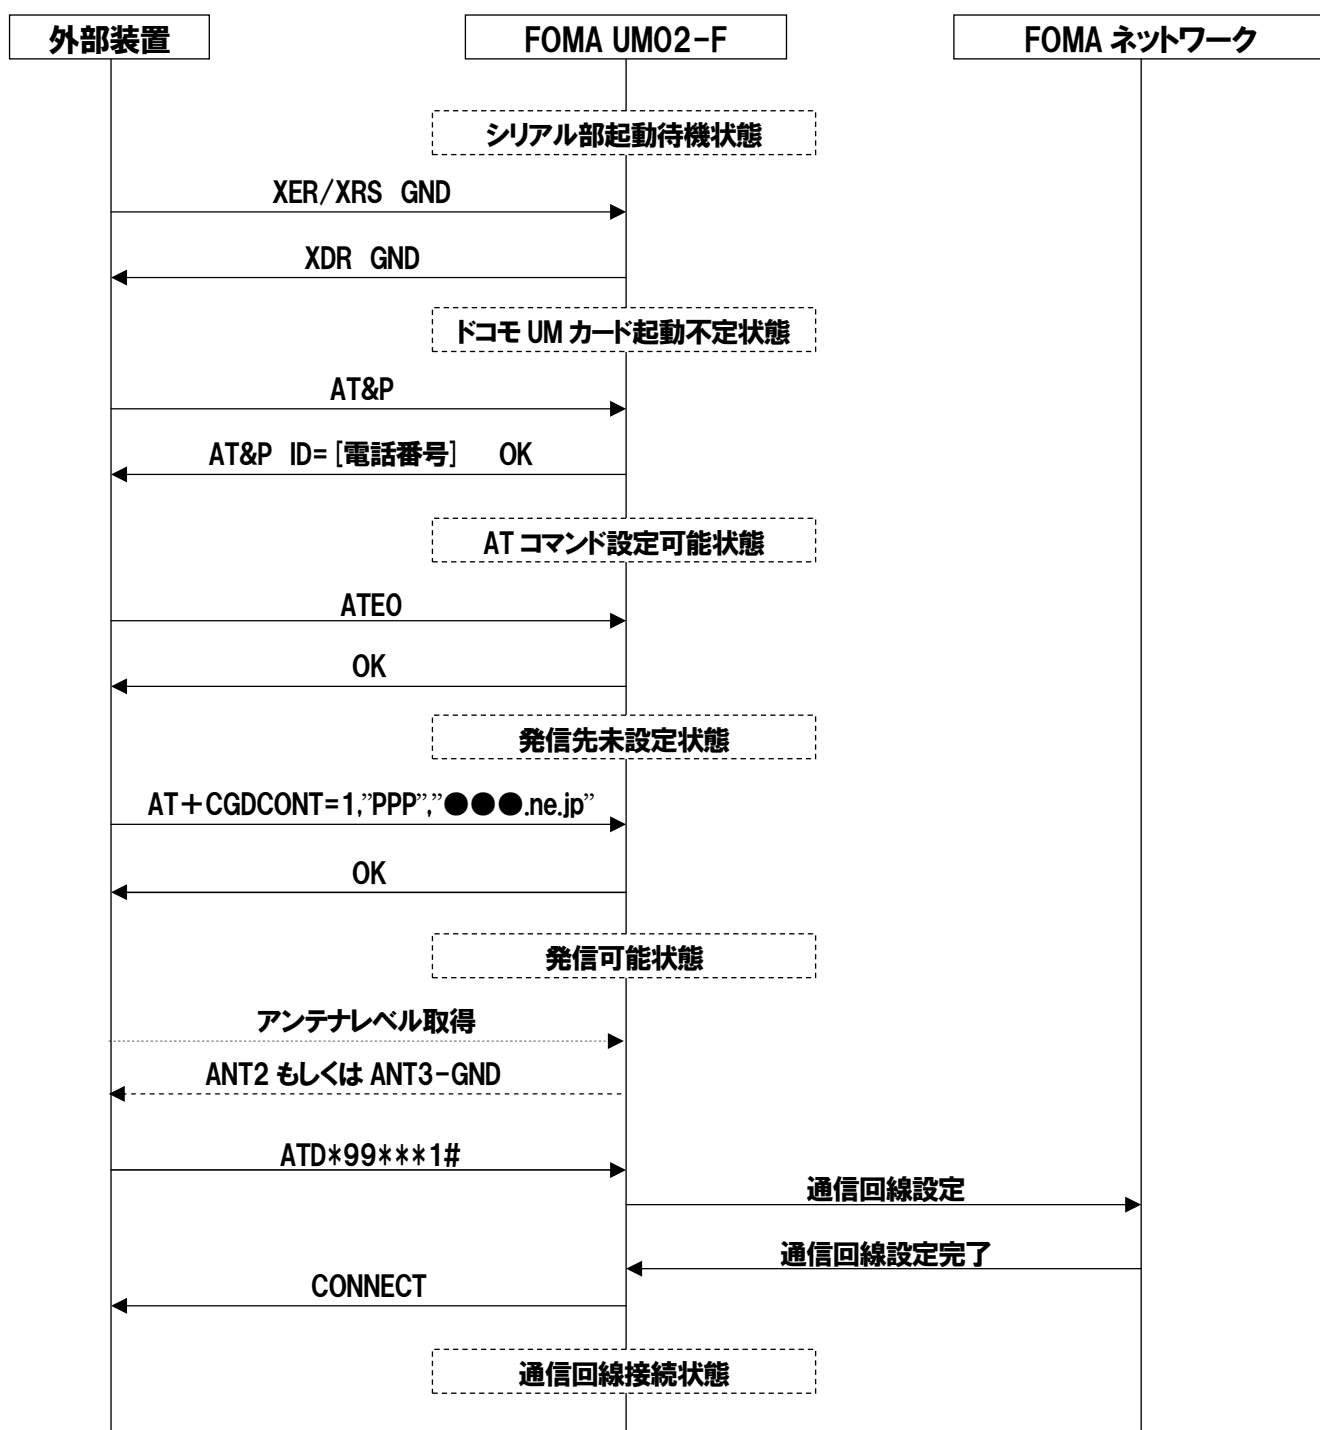 外部装置
FOMA UM02-F
FOMA ネットワーク
シリアル部起動待機状態
XER/XRS GND
XDR GND
ドコモ UM カード起動不定状態
AT&P
AT&P ID= [電話番号] OK
AT コマンド設定可能状態
ATE0
OK
発信先未設定状態
AT＋CGDCONT=1,”PPP”,”●●●.ne.jp”
OK
発信可能状態
アンテナレベル取得
ANT2 もしくは ANT3-GND
ATD*99***1#
通信回線設定
通信回線設定完了
CONNECT
通信回線接続状態